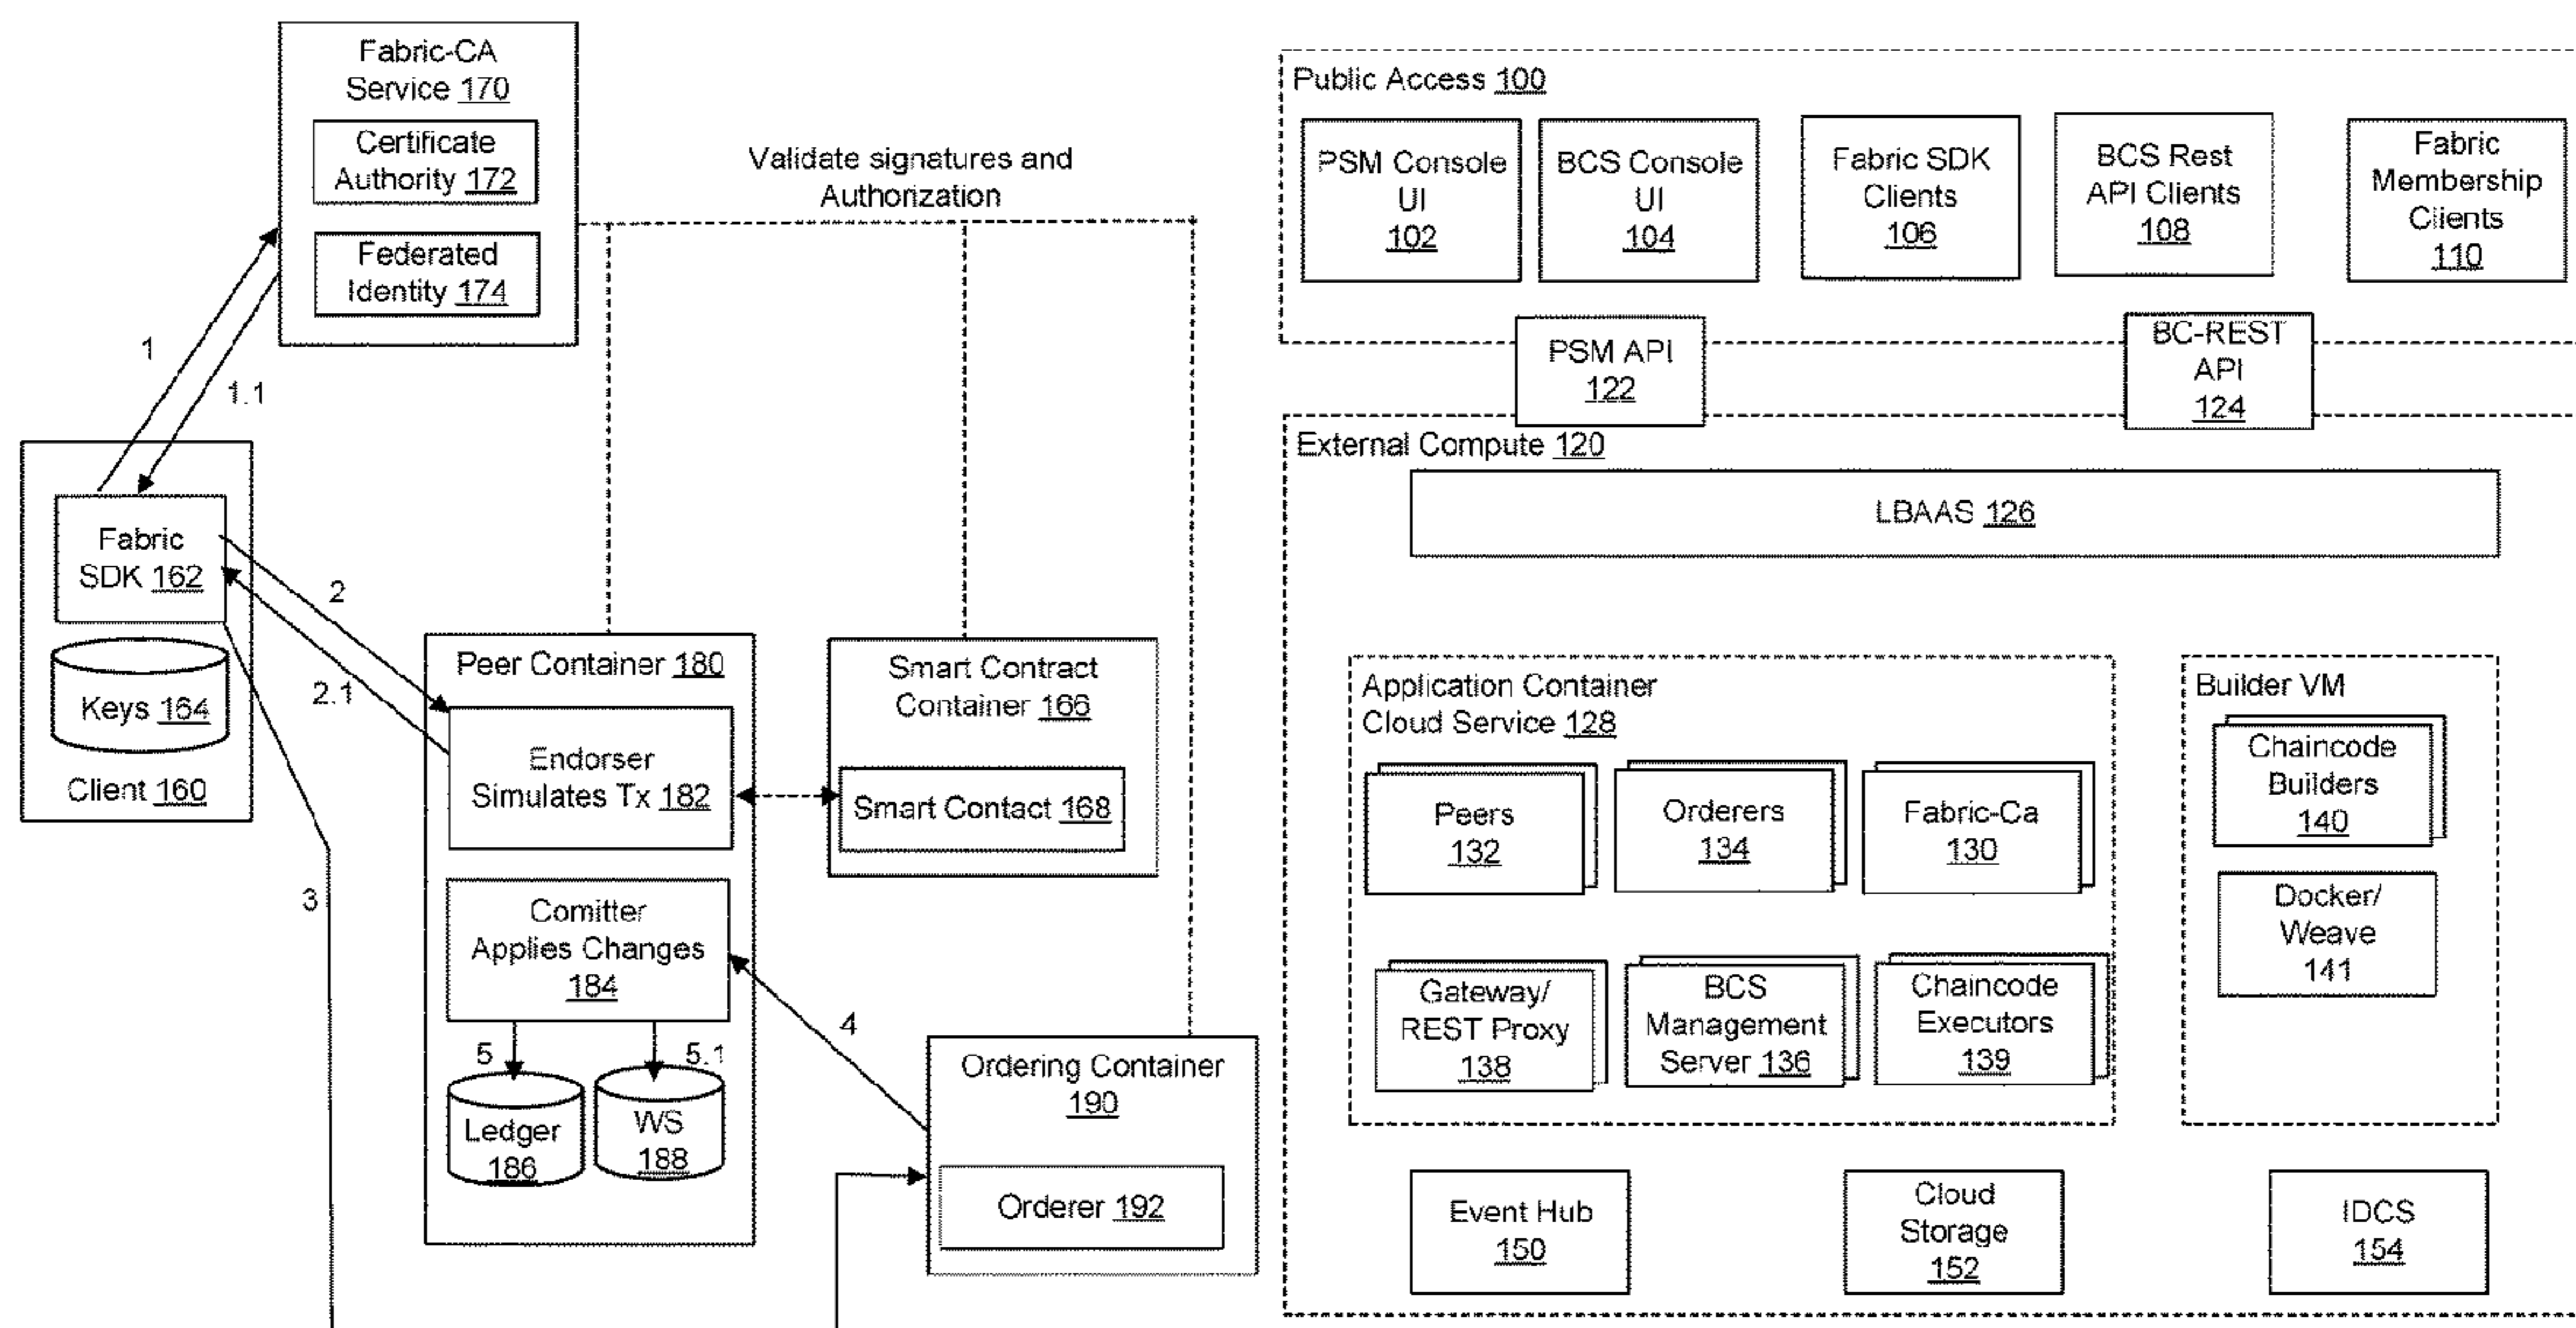 Fabric-CA
Service 170
Certificate
Authority 172
Federated
Identity 174
Validate signatures and
Authorization
1
1.1
Fabric
SDK 162
Keys 164
Client 160
2
2.1
3
Peer Container 180
Endorser
Simulates Tx 182
Comitter
Applies Changes
184
5
5.1
Ledger
186
WS
188
Smart Contract
Container 166
Smart Contact 168
4
Ordering Container
190
Orderer 192
Public Access 100
PSM Console
UI
102
BCS Console
UI
104
Fabric SDK
Clients
106
BCS Rest
API Clients
108
Fabric
Membership
Clients
110
PSM API
122
BC-REST
API
124
External Compute 120
LBAAS 126
Application Container
Cloud Service 128
Peers
132
Orderers
134
Fabric-Ca
130
Gateway/
REST Proxy
138
BCS
Management
Server 136
Chaincode
Executors
139
Builder VM
Chaincode
Builders
140
Docker/
Weave
141
Event Hub
150
Cloud
Storage
152
IDCS
154